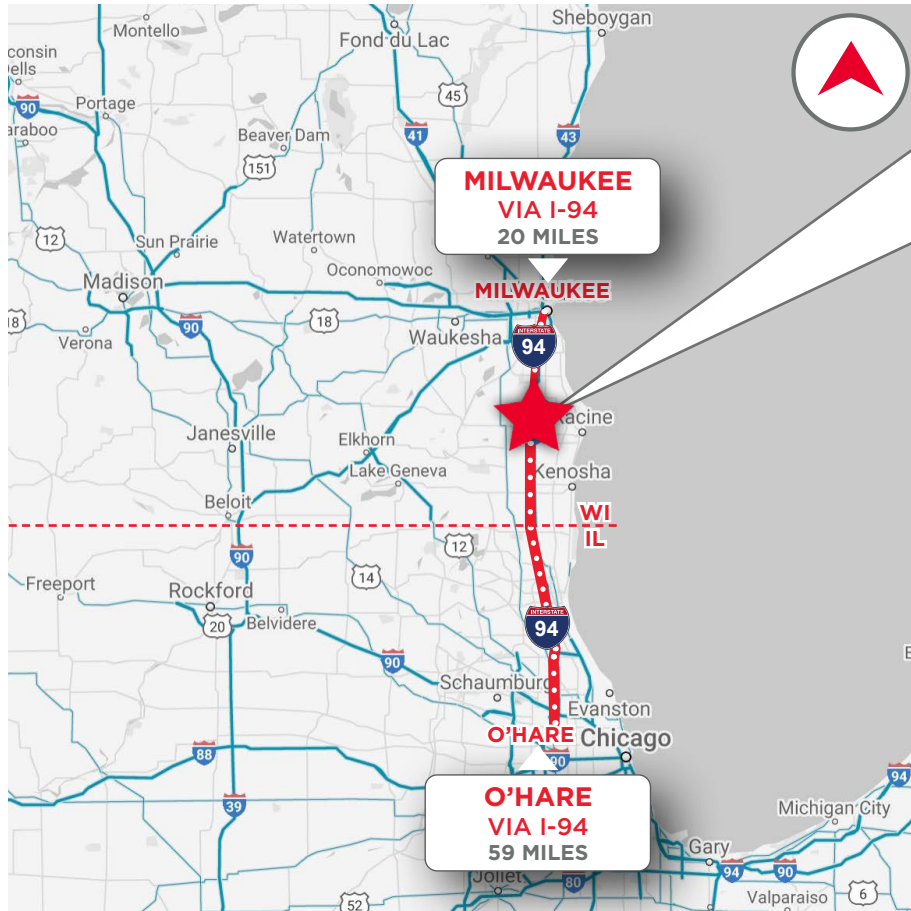 Sheboygan
Montello
Fond du Lac
consin
Dells
90
45
Portage
araboo
41
43
Beaver Dam
151
MILWAUKEE
VIA I-94
20 MILES
12
Sun Prairie
Watertown
Oconomowoc
Madison
MILWAUKEE
18
90
18
Waukesha
INTERSTATE
94
Verona
Racine
Janesville
Elkhorn
Lake Geneva
Kenosha
Beloit
WI
IL
12
90
14
Freeport
Rockford
20
Belvidere
INTERSTATE
94
90
Schaumburg
Evanston
O'HARE
Chicago
88
90
94
39
O'HARE
VIA I-94
59 MILES
Michigan City
Gary
94
90
Joliet
80
Valparaiso
6
52